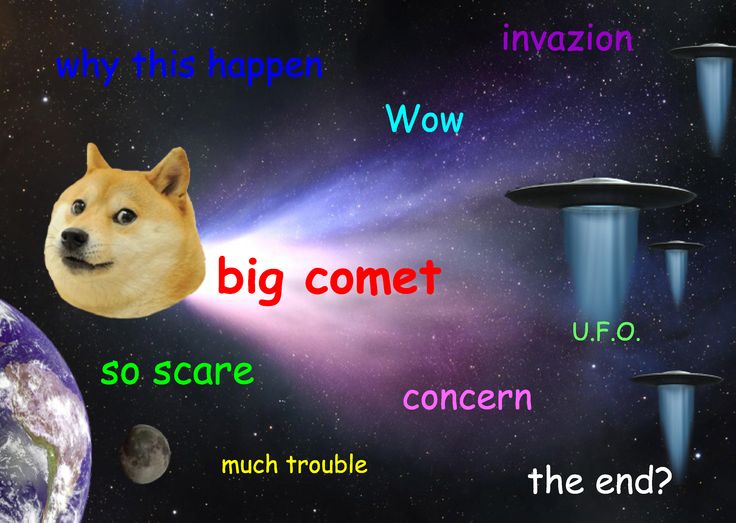 invazion
why this happen
Wow
big comet
U.F.O.
so scare
concern
much trouble
the end?